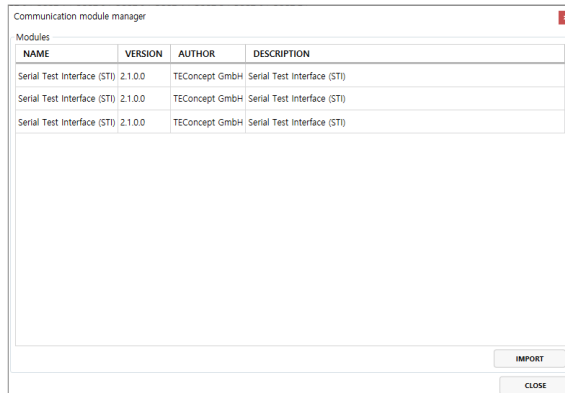 Communication module manager
Modules
NAME VERSION AUTHOR DESCRIPTION
Serial Test Interface (STI) 2.1.0.0 TEConcept GmbH Serial Test Interface (STI)
Serial Test Interface (STI) 2.1.0.0 TEConcept GmbH Serial Test Interface (STI)
Serial Test Interface (STI) 2.1.0.0 TEConcept GmbH Serial Test Interface (STI)
IMPORT
CLOSE